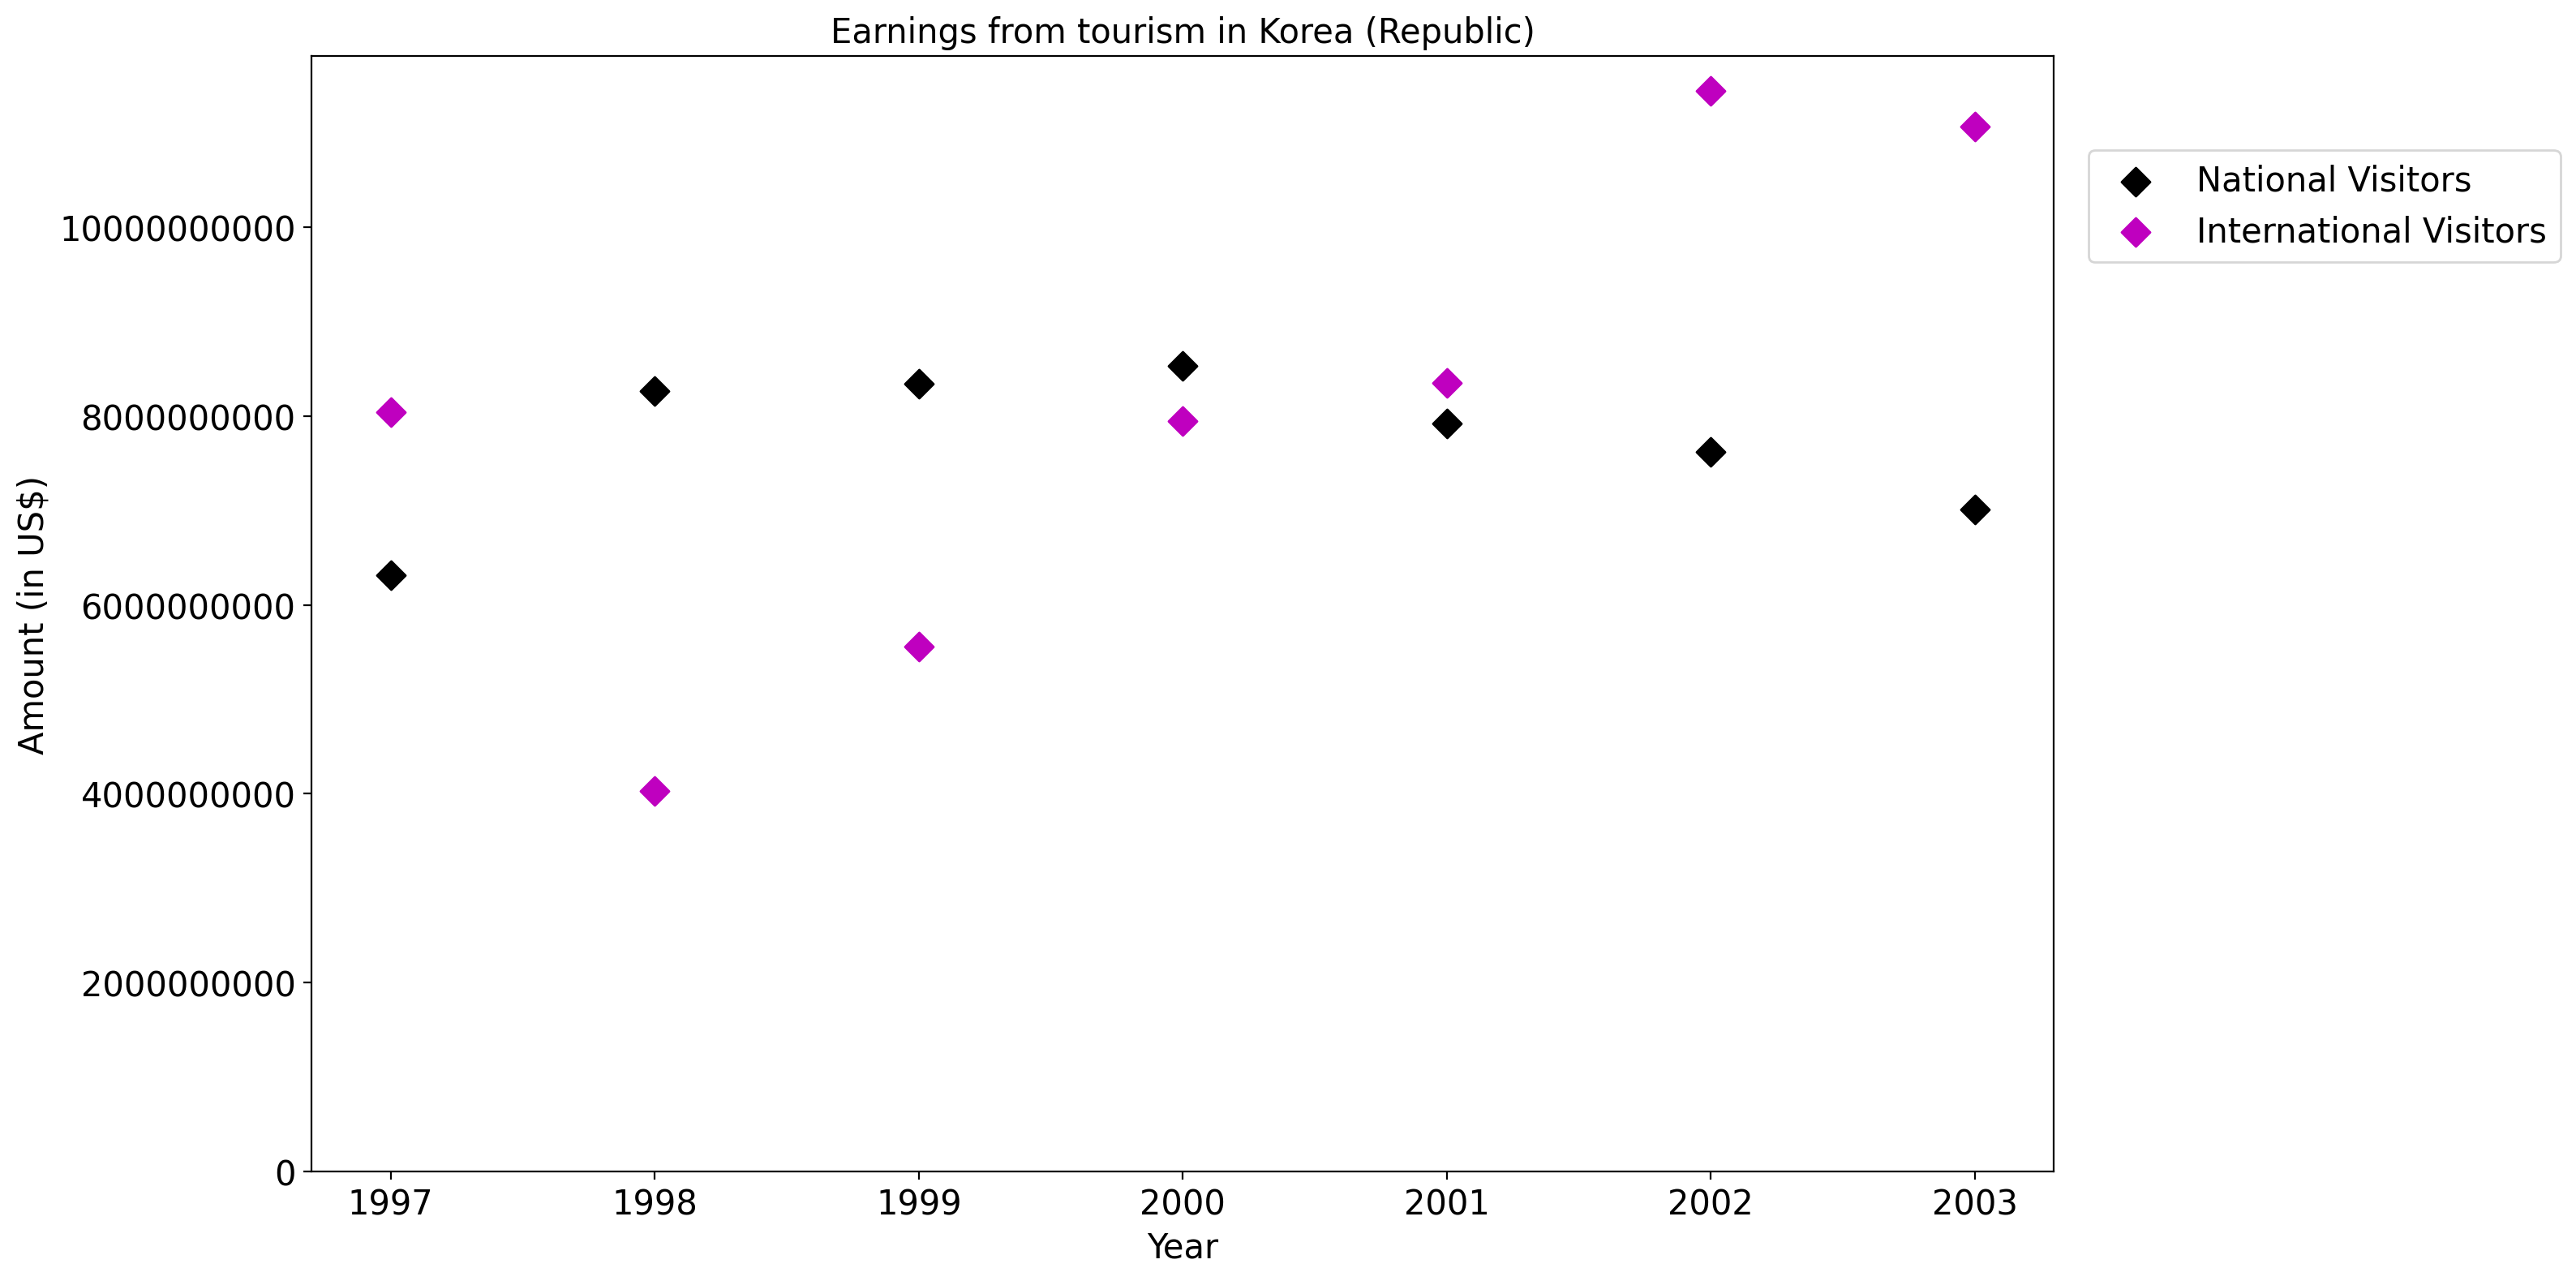 Earnings from tourism in Korea (Republic)
Amount (in US$)
10000000000
8000000000
6000000000
4000000000
2000000000
0
1997 1998 1999 2000 2001 2002 2003
Year
National Visitors
International Visitors